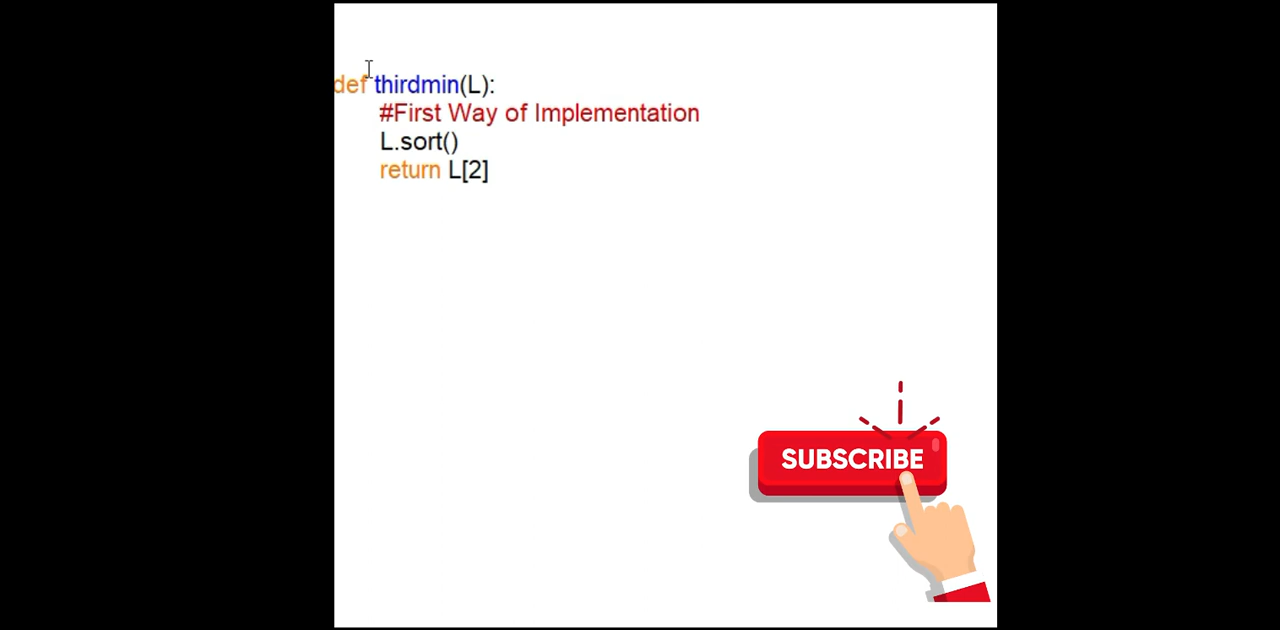 def thirdmin(L):
#First Way of Implementation
L.sort()
return L[2]
SUBSCRIBE